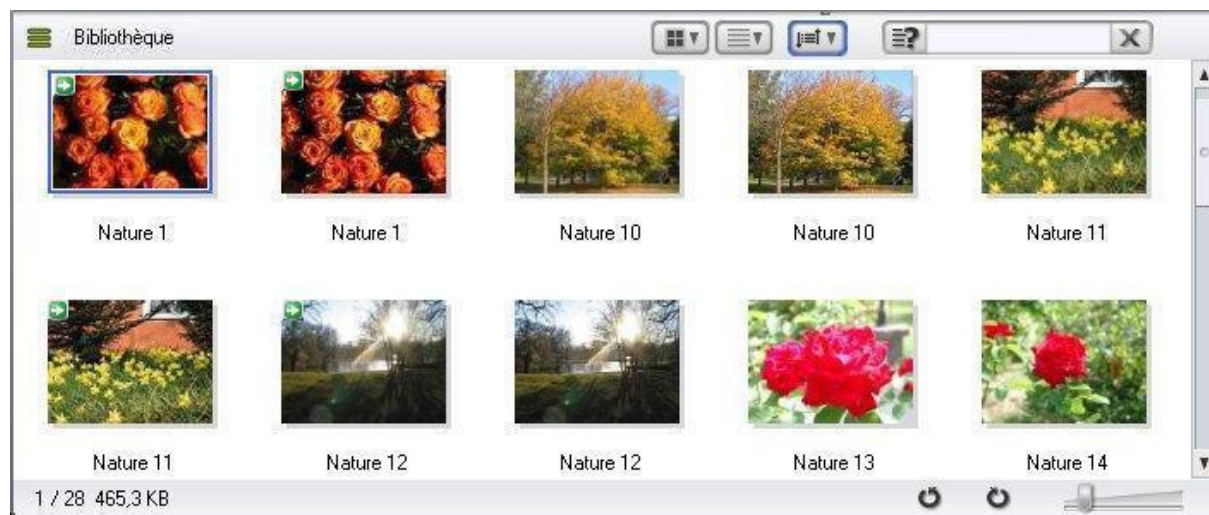 Bibliothèque
Nature 1 Nature 1 Nature 10 Nature 10 Nature 11
Nature 11 Nature 12 Nature 12 Nature 13 Nature 14
1 / 28 465,3 KB